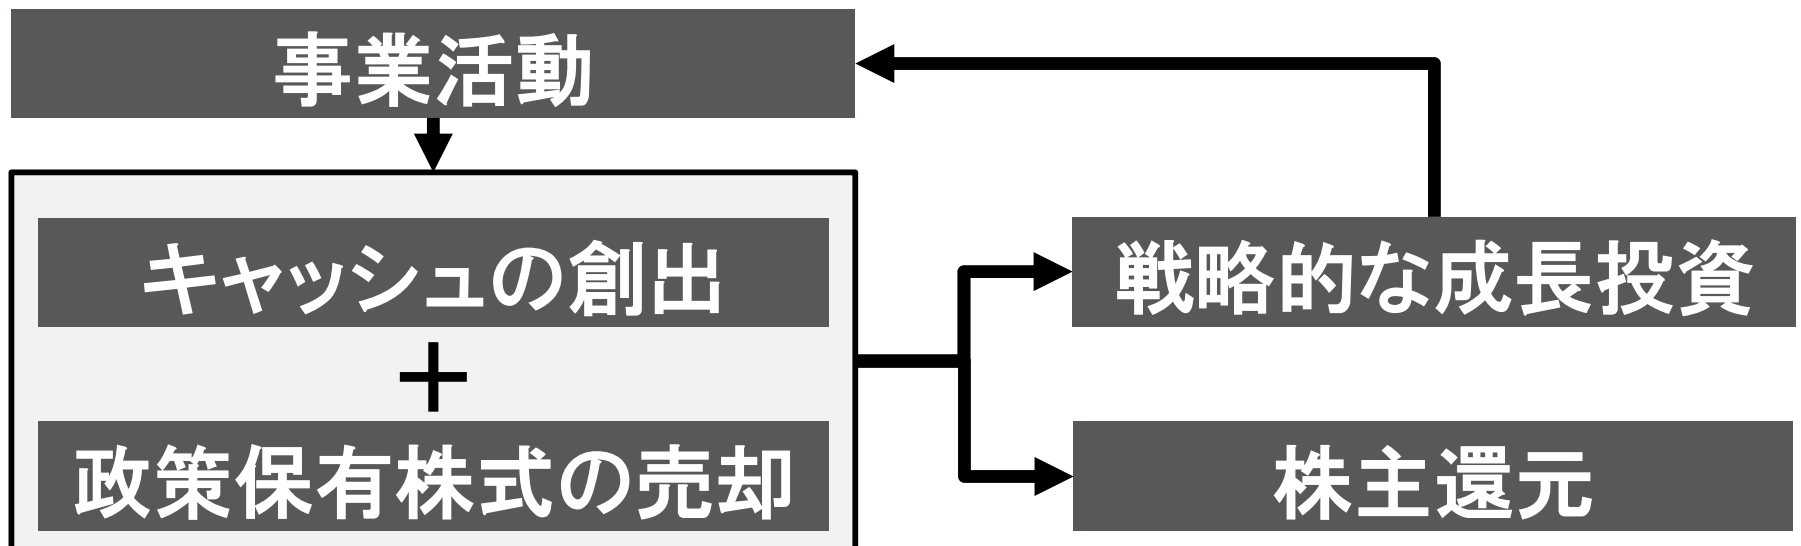 事業活動
キャッシュの創出
+
政策保有株式の売却
戦略的な成長投資
株主還元